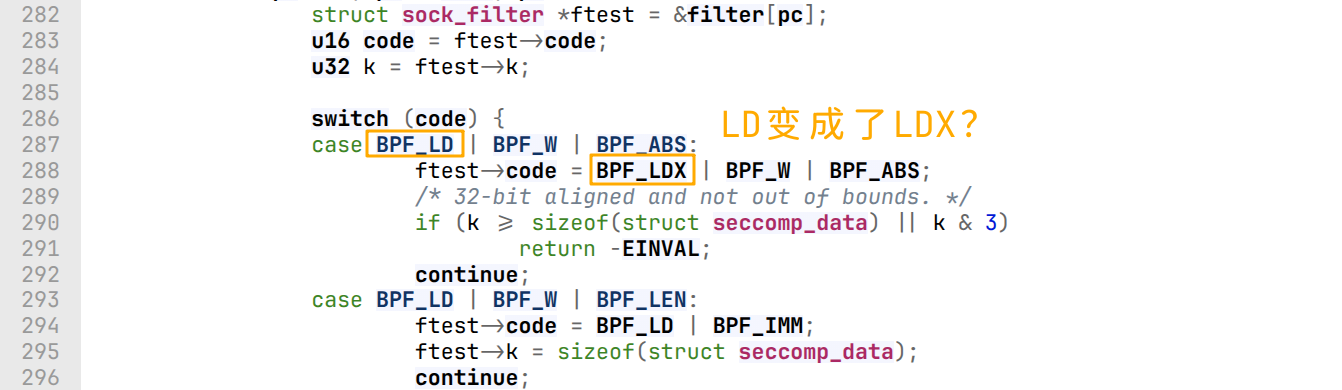 282 struct sock_filter *ftest = &filter[pc];
283 u16 code = ftest->code;
284 u32 k = ftest->k;
285
286 switch (code) { LD变成了LDX?
287 case BPF_LD | BPF_W | BPF_ABS:
288 ftest->code = BPF_LDX | BPF_W | BPF_ABS;
289 /* 32-bit aligned and not out of bounds. */
290 if (k >= sizeof(struct seccomp_data) || k & 3)
291 return -EINVAL;
292 continue;
293 case BPF_LD | BPF_W | BPF_LEN:
294 ftest->code = BPF_LD | BPF_IMM;
295 ftest->k = sizeof(struct seccomp_data);
296 continue;